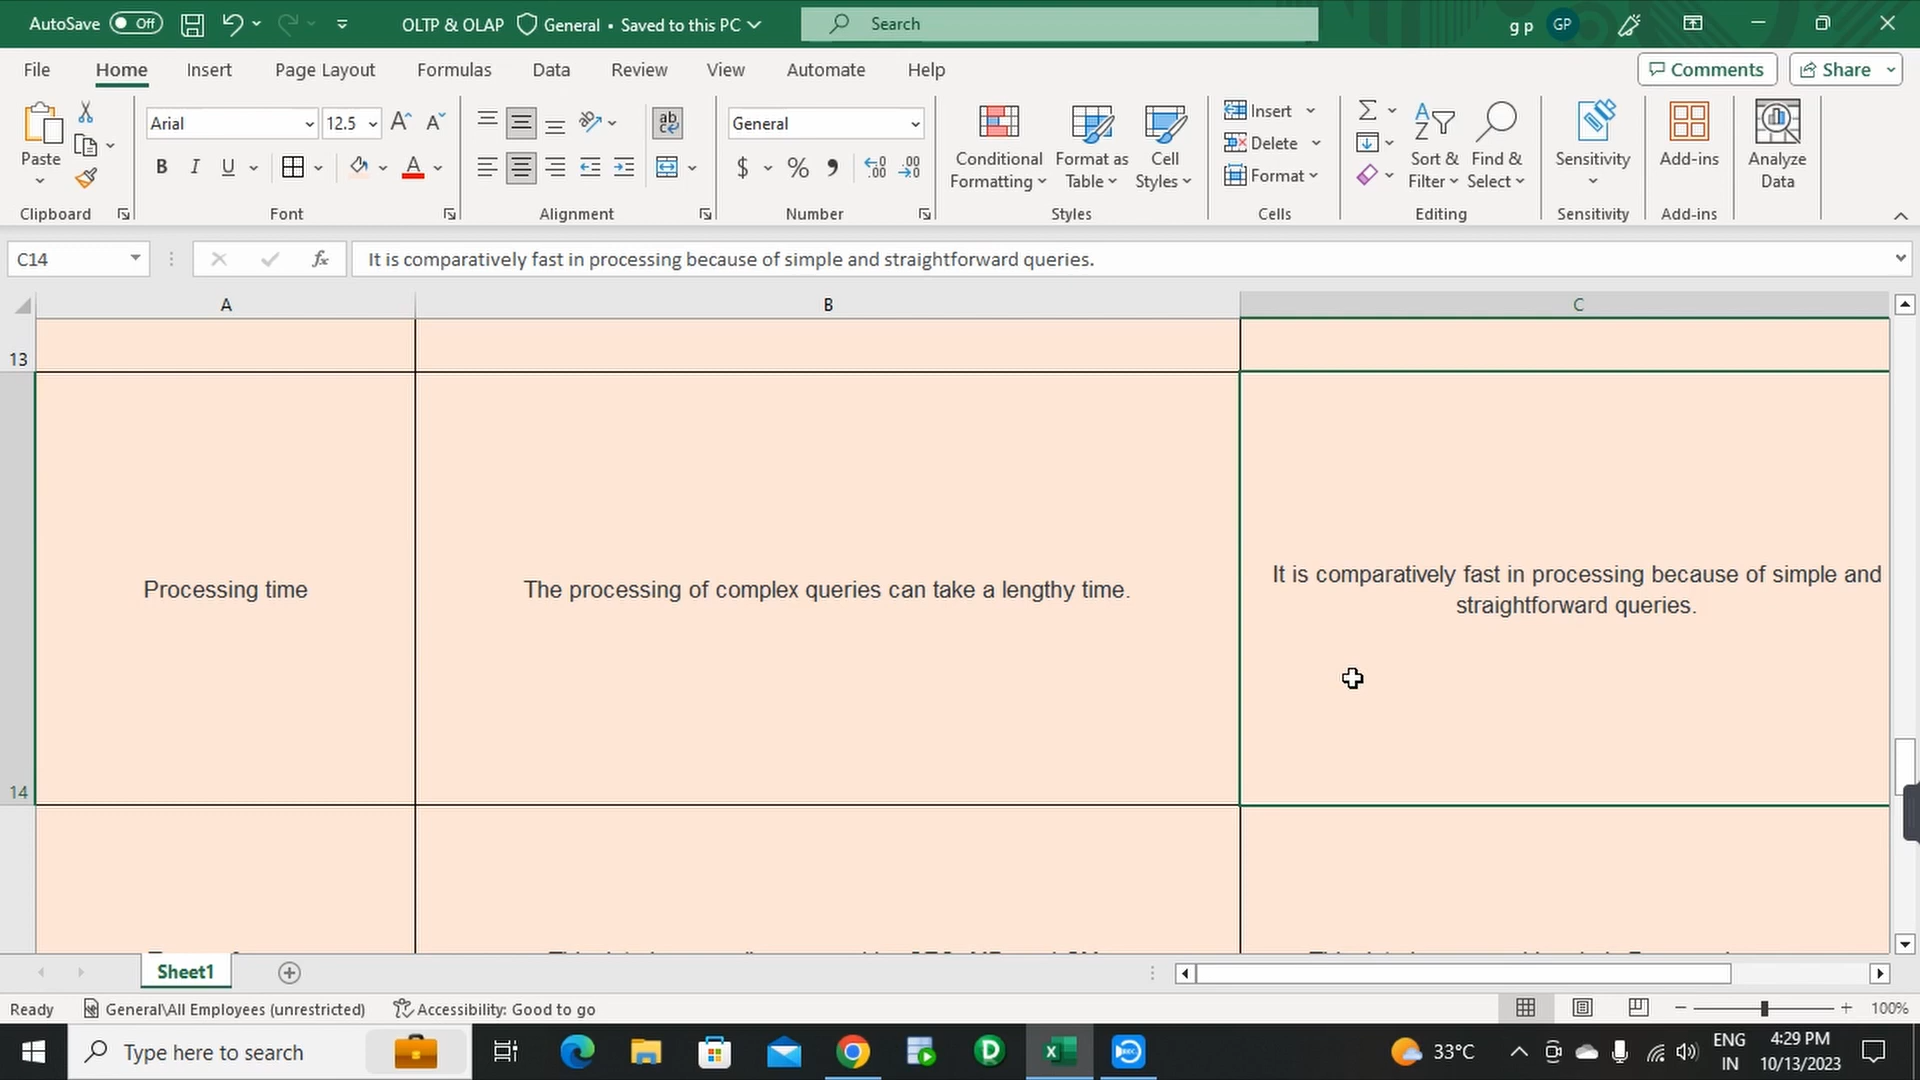 AutoSave Off OLTP & OLAP General • Saved to this PC Search g p GP
File Home Insert Page Layout Formulas Data Review View Automate Help Comments Share
Arial 12.5 General Insert
Paste Conditional Format as Cell Delete Sort & Find & Sensitivity Add-ins Analyze
Formatting Table Styles Format Filter Select Data
Clipboard Font Alignment Number Styles Cells Editing Sensitivity Add-ins
C14 fx It is comparatively fast in processing because of simple and straightforward queries.
A B C
13
Processing time
The processing of complex queries can take a lengthy time.
It is comparatively fast in processing because of simple and
straightforward queries.
14
Sheet1
Ready General\All Employees (unrestricted) Accessibility: Good to go 100%
Type here to search 33°C ENG 4:29 PM
IN 10/13/2023